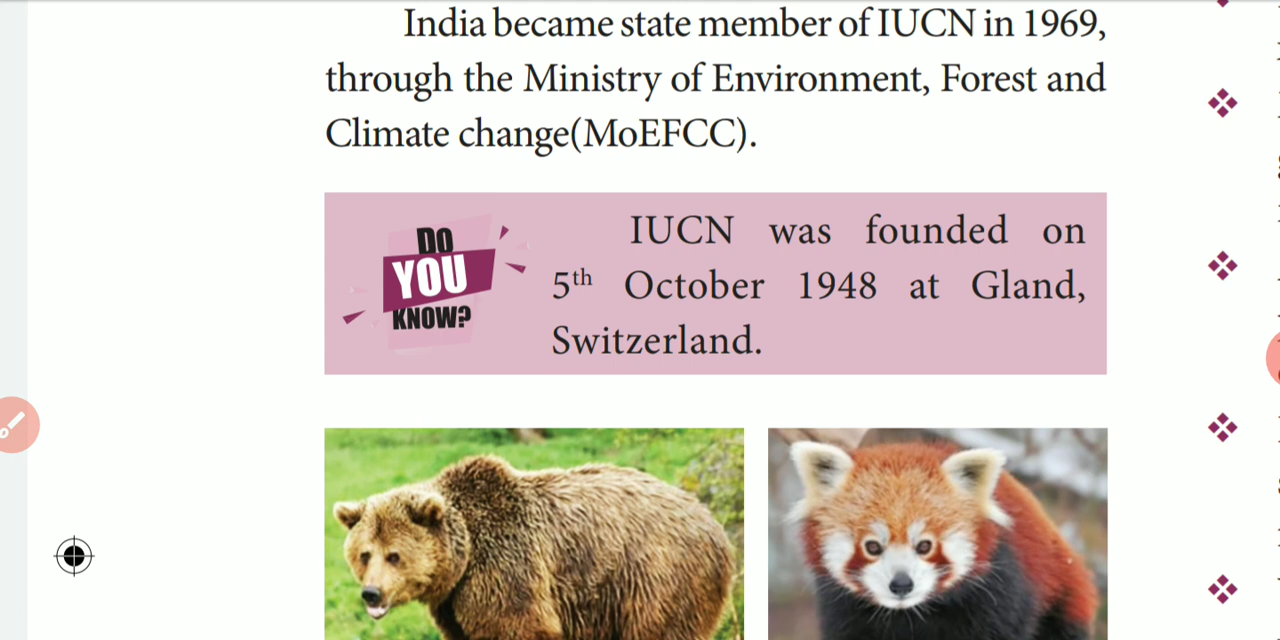 India became state member of IUCN in 1969,
through the Ministry of Environment, Forest and
Climate change(MoEFCC).
DO
YOU
KNOW?
IUCN was founded on
5th October 1948 at Gland,
Switzerland.